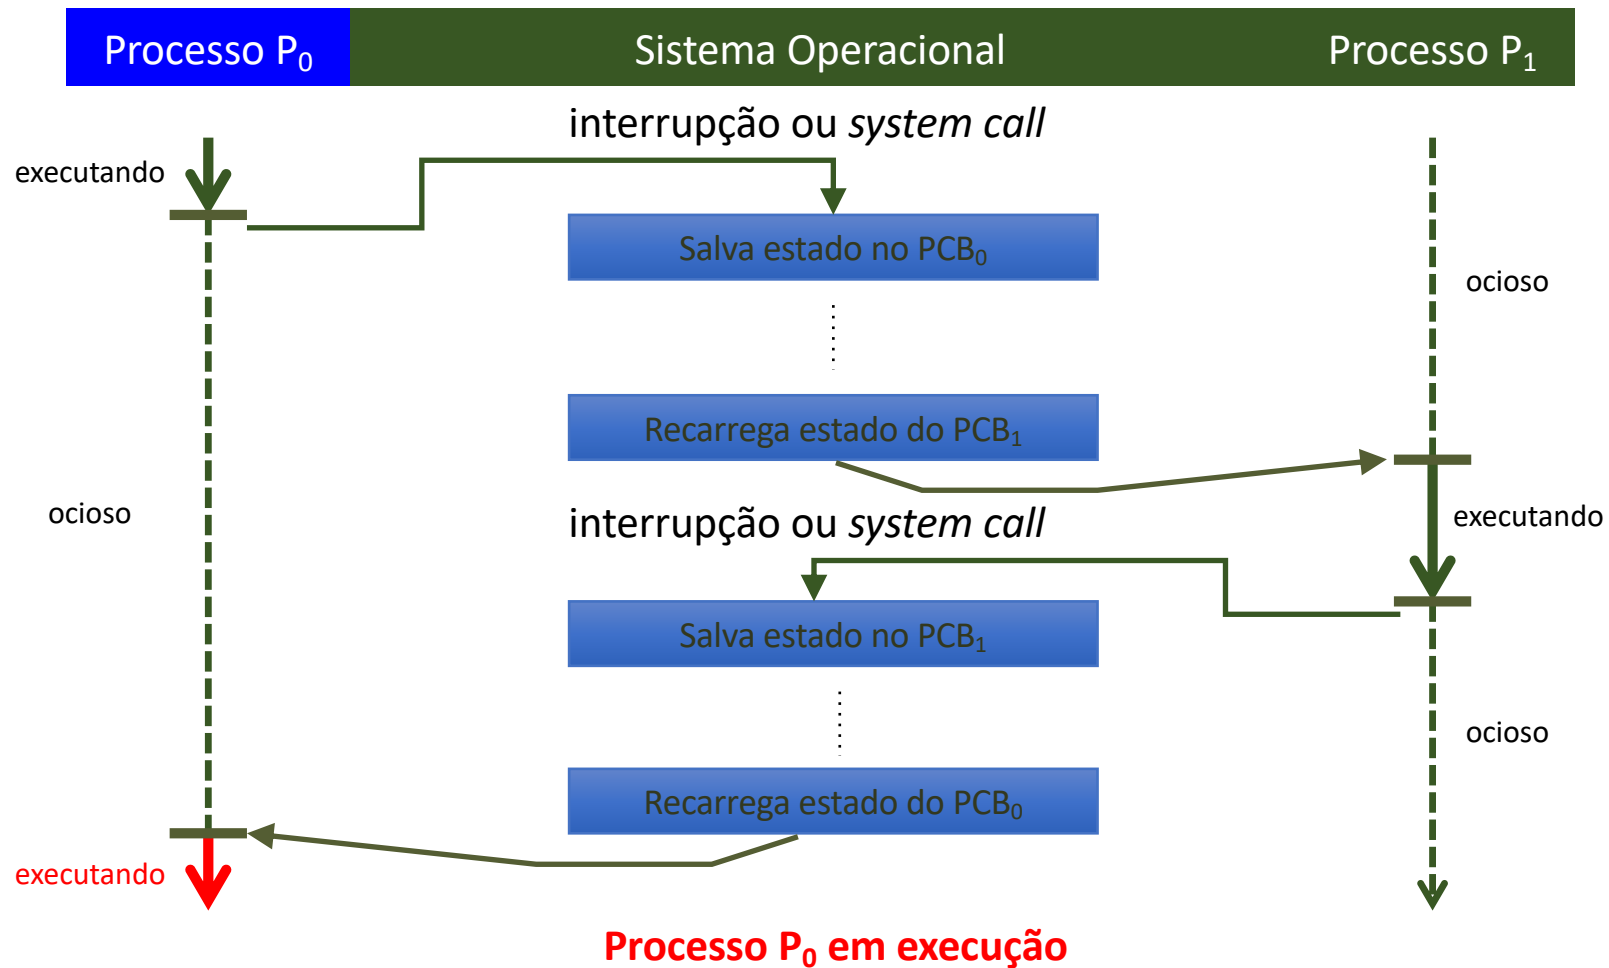 Processo P₀ Sistema Operacional Processo P₁
interrupção ou system call
executando
Salva estado no PCB₀
ocioso
Recarrega estado do PCB₁
ocioso
interrupção ou system call
executando
Salva estado no PCB₁
ocioso
Recarrega estado do PCB₀
executando
Processo P₀ em execução